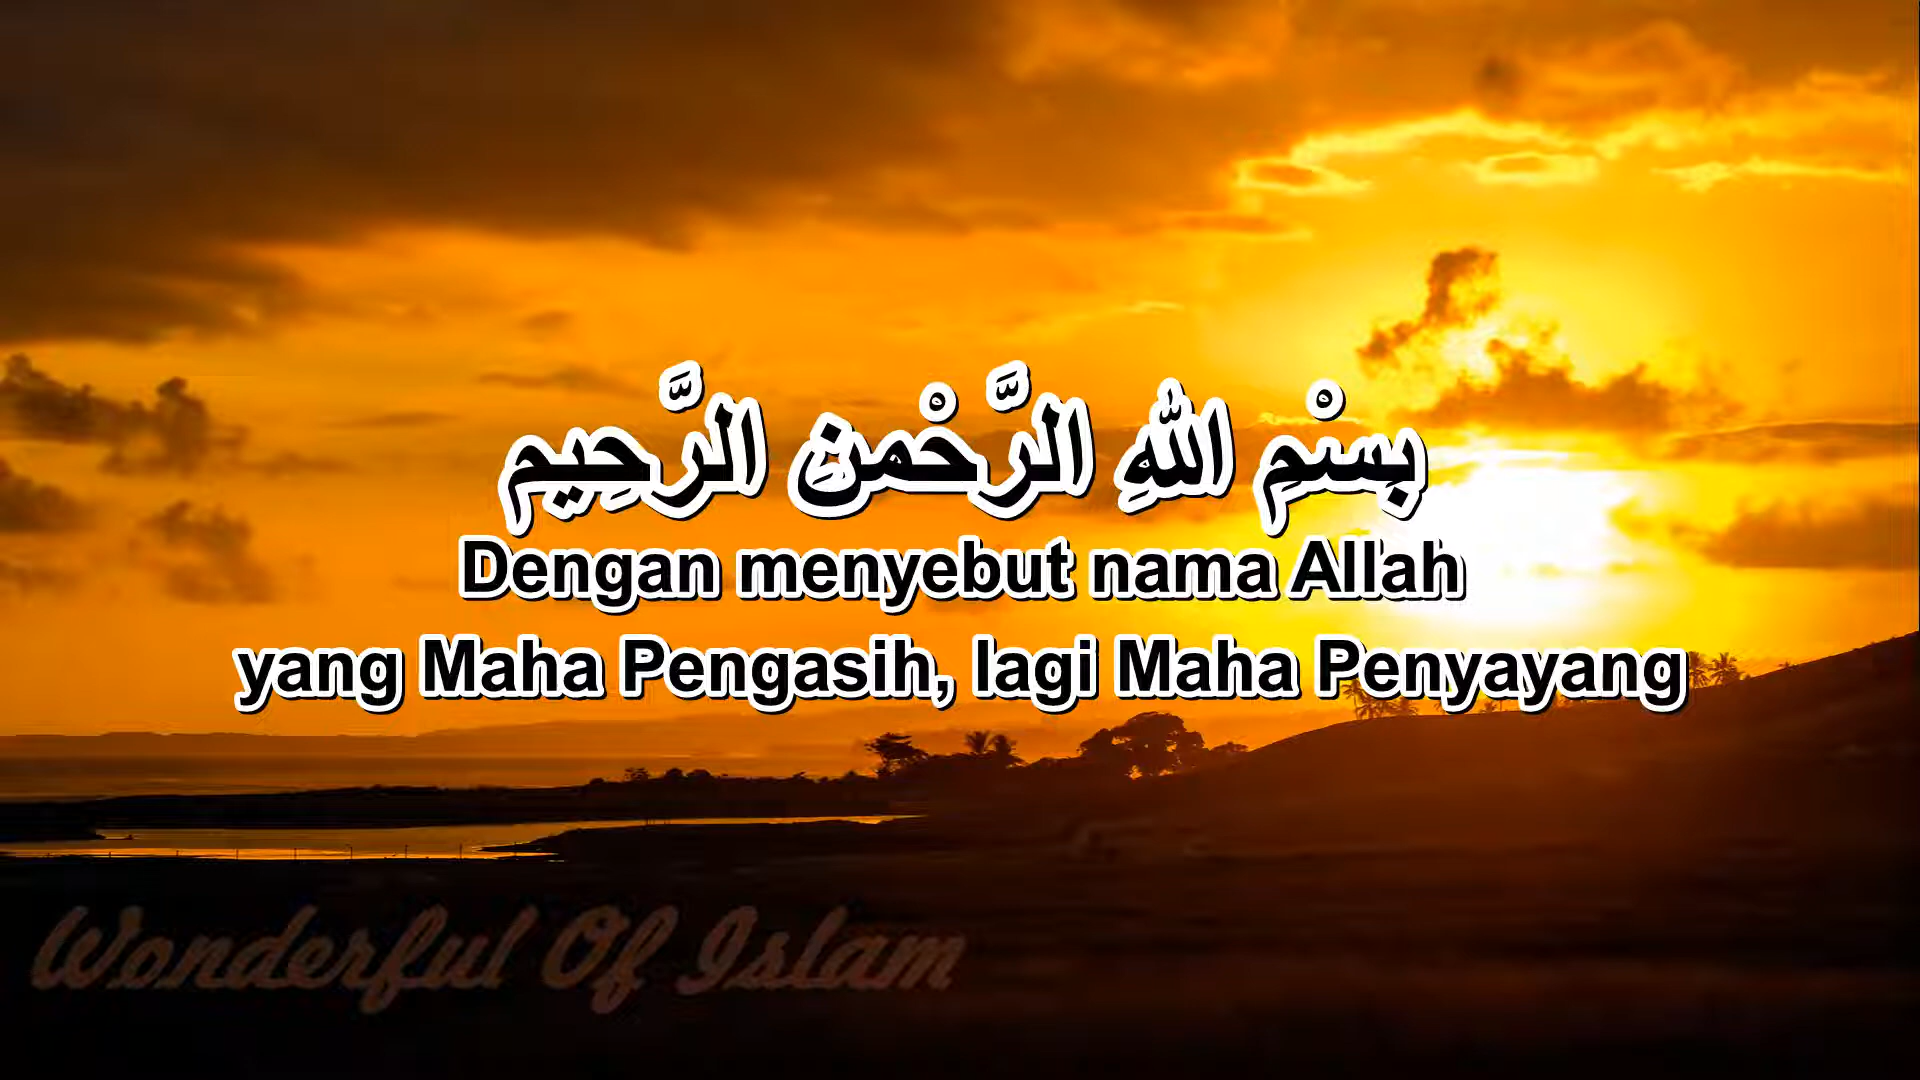 بِسْمِ اللهِ الرَّحْمنِ الرَّحِيم
Dengan menyebut nama Allah
yang Maha Pengasih, lagi Maha Penyayang
Wonderful Of Islam